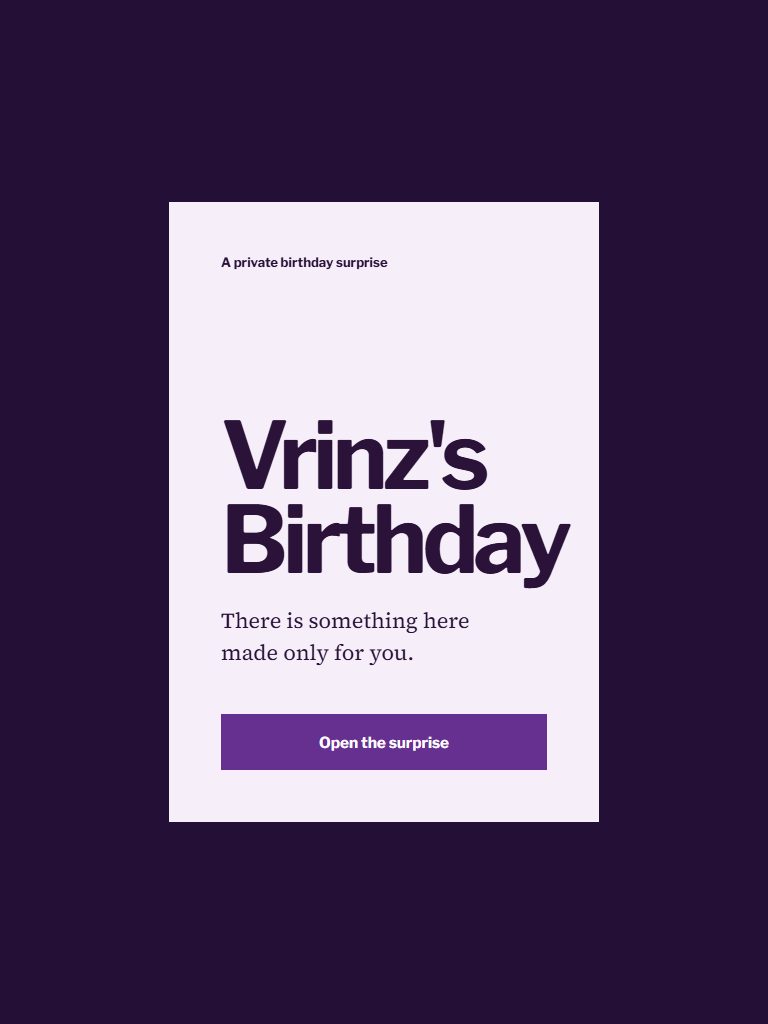 A private birthday surprise
Vrinz's
Birthday
There is something here
made only for you.
Open the surprise